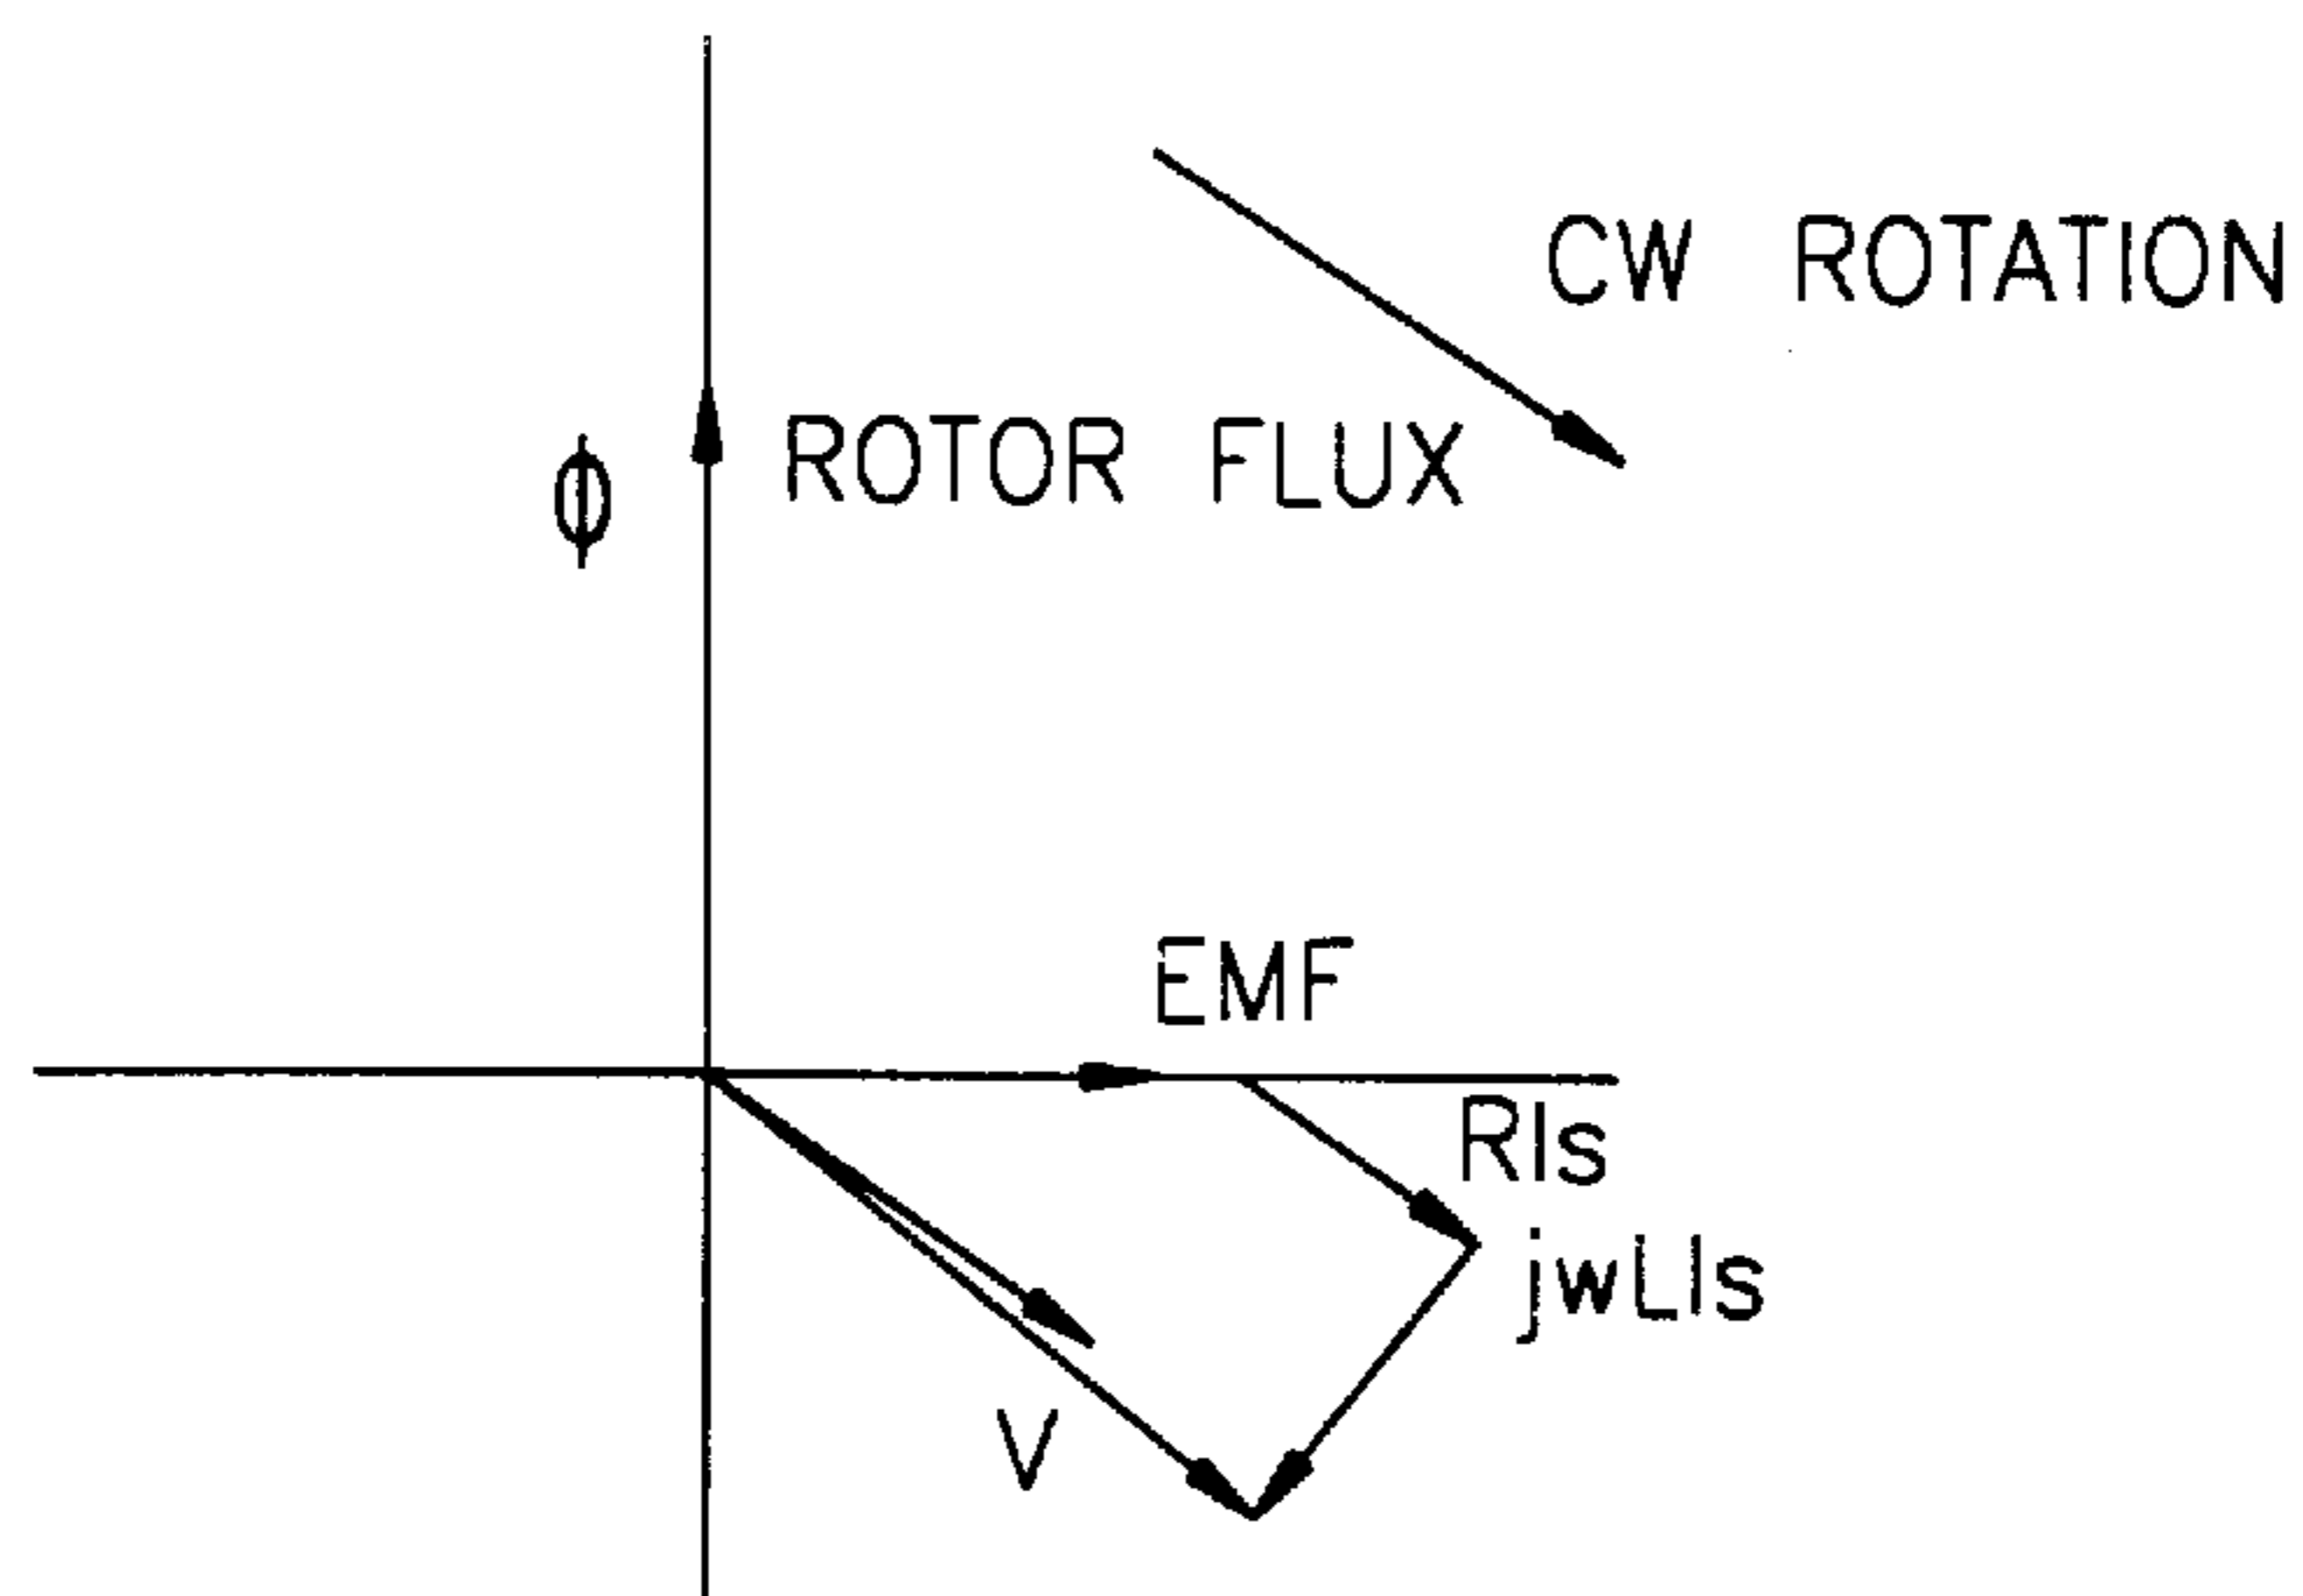 CW ROTATION
ROTOR FLUX
ϕ
EMF
RIs
jwLIs
V